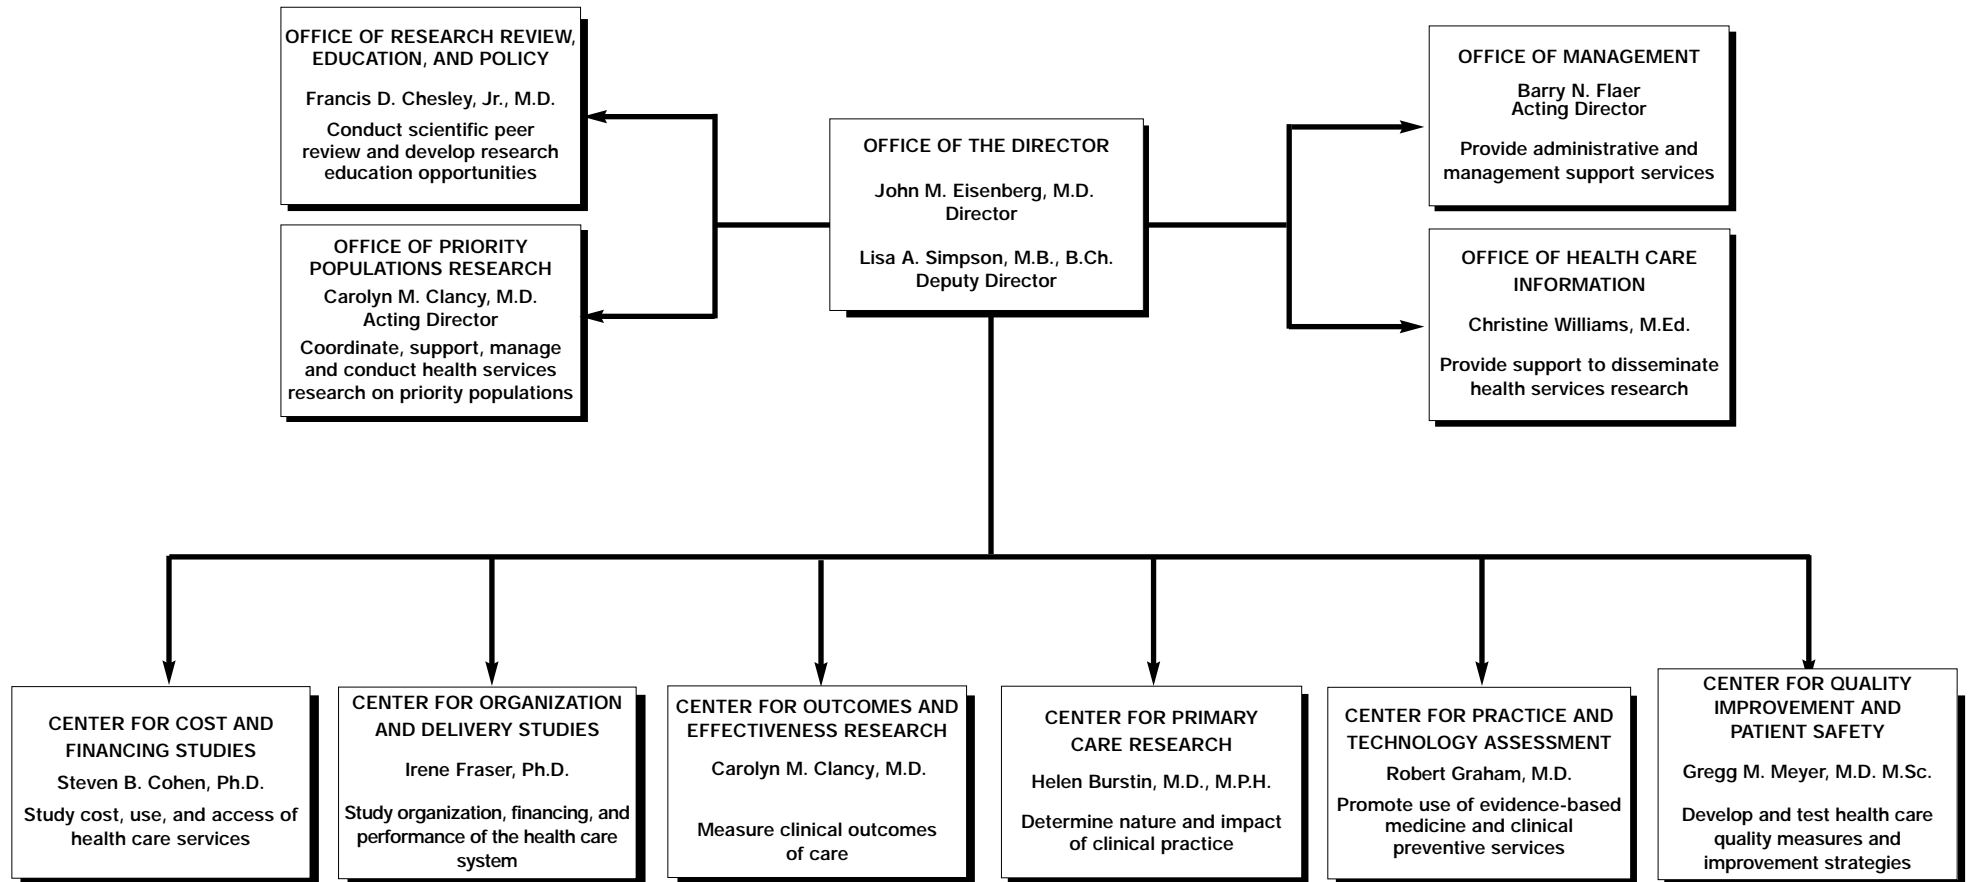 OFFICE OF RESEARCH REVIEW,
EDUCATION, AND POLICY
Francis D. Chesley, Jr., M.D.
Conduct scientific peer
review and develop research
education opportunities
OFFICE OF PRIORITY
POPULATIONS RESEARCH
Carolyn M. Clancy, M.D.
Acting Director
Coordinate, support, manage
and conduct health services
research on priority populations
OFFICE OF THE DIRECTOR
John M. Eisenberg, M.D.
Director
Lisa A. Simpson, M.B., B.Ch.
Deputy Director
OFFICE OF MANAGEMENT
Barry N. Flaer
Acting Director
Provide administrative and
management support services
OFFICE OF HEALTH CARE
INFORMATION
Christine Williams, M.Ed.
Provide support to disseminate
health services research
CENTER FOR COST AND
FINANCING STUDIES
Steven B. Cohen, Ph.D.
Study cost, use, and access of
health care services
CENTER FOR ORGANIZATION
AND DELIVERY STUDIES
Irene Fraser, Ph.D.
Study organization, financing, and
performance of the health care
system
CENTER FOR OUTCOMES AND
EFFECTIVENESS RESEARCH
Carolyn M. Clancy, M.D.
Measure clinical outcomes
of care
CENTER FOR PRIMARY
CARE RESEARCH
Helen Burstin, M.D., M.P.H.
Determine nature and impact
of clinical practice
CENTER FOR PRACTICE AND
TECHNOLOGY ASSESSMENT
Robert Graham, M.D.
Promote use of evidence-based
medicine and clinical
preventive services
CENTER FOR QUALITY
IMPROVEMENT AND
PATIENT SAFETY
Gregg M. Meyer, M.D. M.Sc.
Develop and test health care
quality measures and
improvement strategies